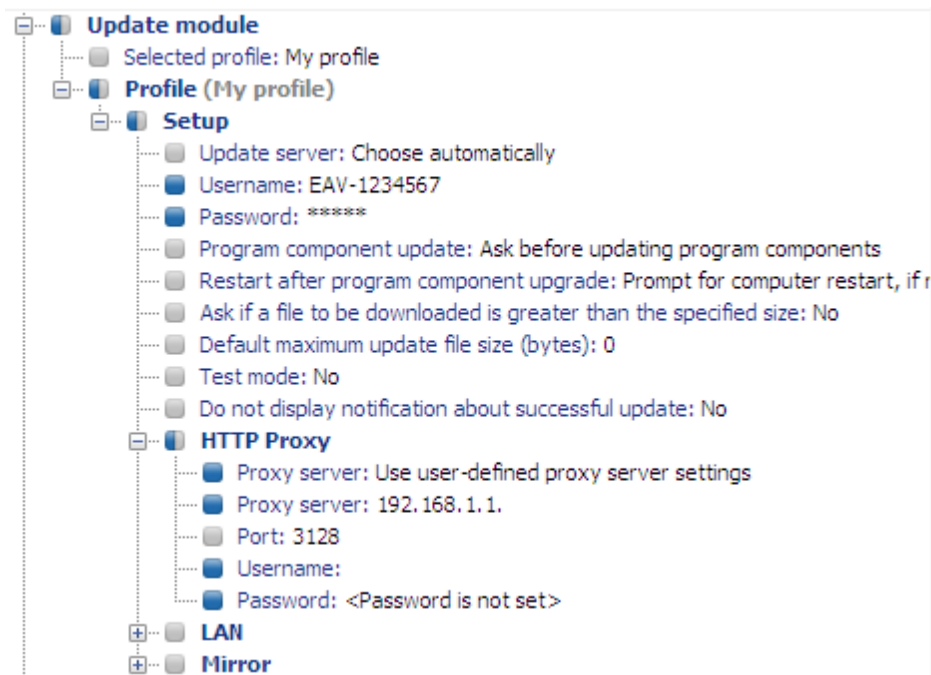 Update module
Selected profile: My profile
Profile (My profile)
Setup
Update server: Choose automatically
Username: EAV-1234567
Password: *****
Program component update: Ask before updating program components
Restart after program component upgrade: Prompt for computer restart, if
Ask if a file to be downloaded is greater than the specified size: No
Default maximum update file size (bytes): 0
Test mode: No
Do not display notification about successful update: No
HTTP Proxy
Proxy server: Use user-defined proxy server settings
Proxy server: 192.168.1.1.
Port: 3128
Username:
Password: <Password is not set>
LAN
Mirror